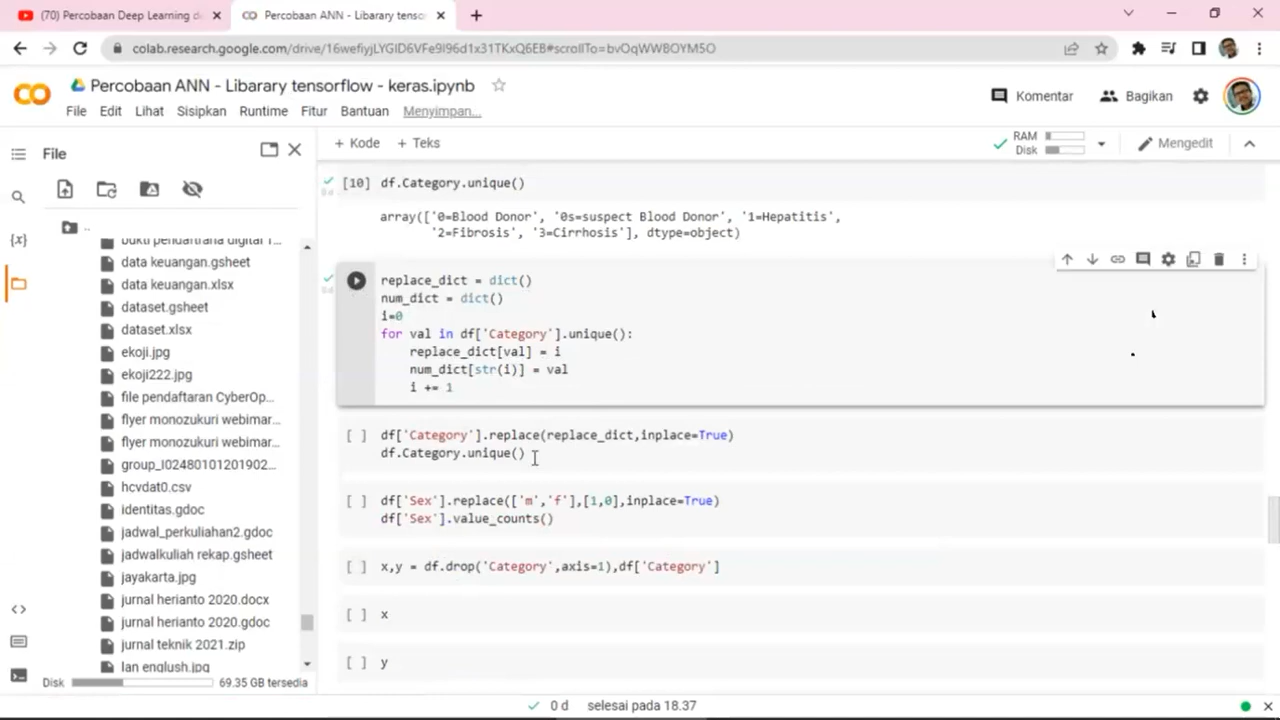 (70) Percobaan Deep Learning d
Percobaan ANN - Libarary tensor
colab.research.google.com/drive/16wefiyjLYGID6VFe9I96d1x31TKxQ6EB#scrollTo=bvOqWWBOYM5O
Percobaan ANN - Libarary tensorflow - keras.ipynb
File Edit Lihat Sisipkan Runtime Fitur Bantuan Menyimpan...
Komentar
Bagikan
File
+ Kode + Teks
RAM
Disk
Mengedit
..
bukti pendaftrana digital 1...
data keuangan.gsheet
data keuangan.xlsx
dataset.gsheet
dataset.xlsx
ekoji.jpg
ekoji222.jpg
file pendaftaran CyberOp...
flyer monozukuri webimar...
flyer monozukuri webimar...
group_I02480101201902...
hcvdat0.csv
identitas.gdoc
jadwal_perkuliahan2.gdoc
jadwalkuliah rekap.gsheet
jayakarta.jpg
jurnal herianto 2020.docx
jurnal herianto 2020.gdoc
jurnal teknik 2021.zip
lan englush.jpg
Disk 69.35 GB tersedia
[10] df.Category.unique()
array(['0=Blood Donor', '0s=suspect Blood Donor', '1=Hepatitis',
'2=Fibrosis', '3=Cirrhosis'], dtype=object)
replace_dict = dict()
num_dict = dict()
i=0
for val in df['Category'].unique():
replace_dict[val] = i
num_dict[str(i)] = val
i += 1
[ ] df['Category'].replace(replace_dict,inplace=True)
df.Category.unique()
[ ] df['Sex'].replace(['m','f'],[1,0],inplace=True)
df['Sex'].value_counts()
[ ] x,y = df.drop('Category',axis=1),df['Category']
[ ] x
[ ] y
0 d selesai pada 18.37